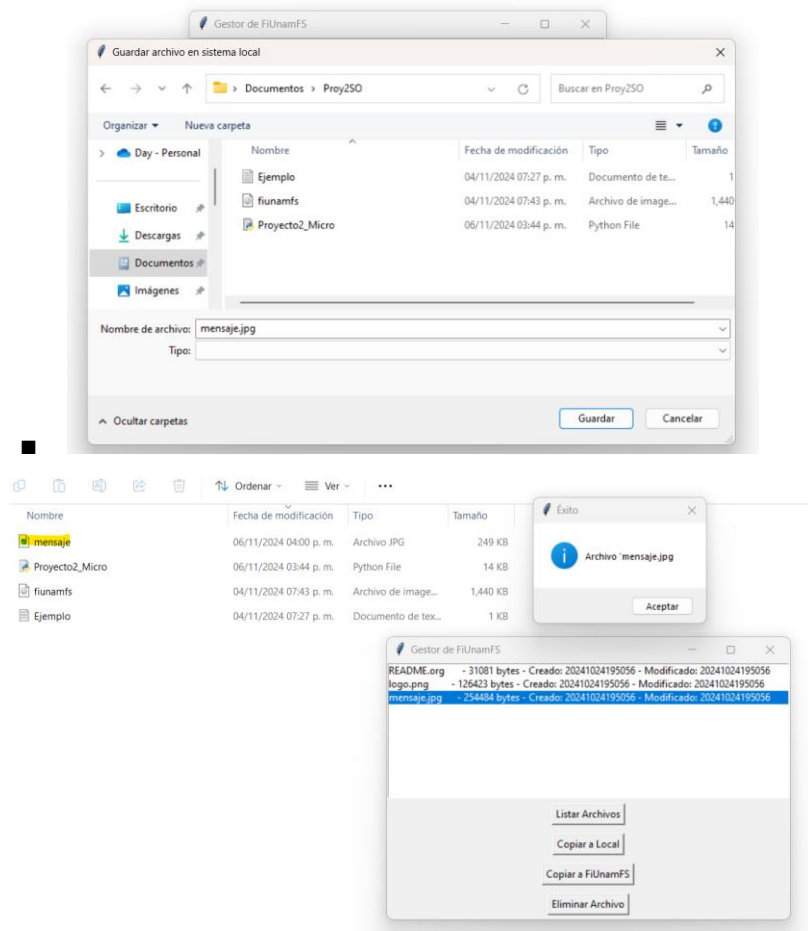 Gestor de FiUnamFS
Guardar archivo en sistema local
Documentos > Proy2SO
Buscar en Proy2SO
Organizar
Nueva carpeta
Day - Personal
Escritorio
Descargas
Documentos
Imágenes
Nombre Fecha de modificación Tipo Tamaño
Ejemplo 04/11/2024 07:27 p. m. Documento de te... 1
fiunamfs 04/11/2024 07:43 p. m. Archivo de image... 1,440
Proyecto2_Micro 06/11/2024 03:44 p. m. Python File 14
Nombre de archivo: mensaje.jpg
Tipo:
Ocultar carpetas
Guardar
Cancelar
Ordenar
Ver
Nombre Fecha de modificación Tipo Tamaño
mensaje 06/11/2024 04:00 p. m. Archivo JPG 249 KB
Proyecto2_Micro 06/11/2024 03:44 p. m. Python File 14 KB
fiunamfs 04/11/2024 07:43 p. m. Archivo de image... 1,440 KB
Ejemplo 04/11/2024 07:27 p. m. Documento de tex... 1 KB
Éxito
Archivo 'mensaje.jpg
Aceptar
Gestor de FiUnamFS
README.org - 31081 bytes - Creado: 20241024195056 - Modificado: 20241024195056
logo.png - 126423 bytes - Creado: 20241024195056 - Modificado: 20241024195056
mensaje.jpg - 254484 bytes - Creado: 20241024195056 - Modificado: 20241024195056
Listar Archivos
Copiar a Local
Copiar a FiUnamFS
Eliminar Archivo